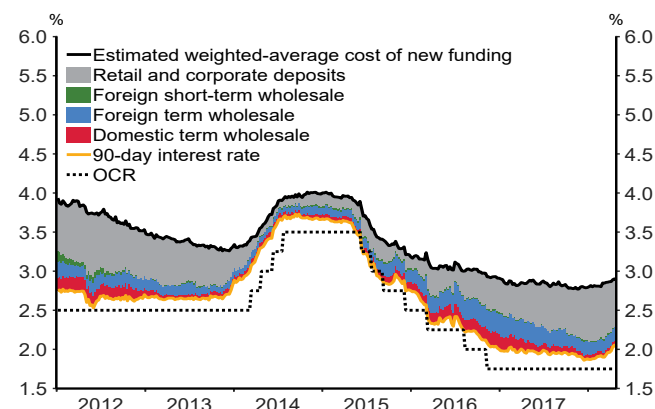 % %
6.0 6.0
Estimated weighted-average cost of new funding
5.5 Retail and corporate deposits 5.5
Foreign short-term wholesale
5.0 Foreign term wholesale 5.0
Domestic term wholesale
4.5 90-day interest rate 4.5
OCR
4.0 4.0
3.5 3.5
3.0 3.0
2.5 2.5
2.0 2.0
1.5 1.5
2012 2013 2014 2015 2016 2017